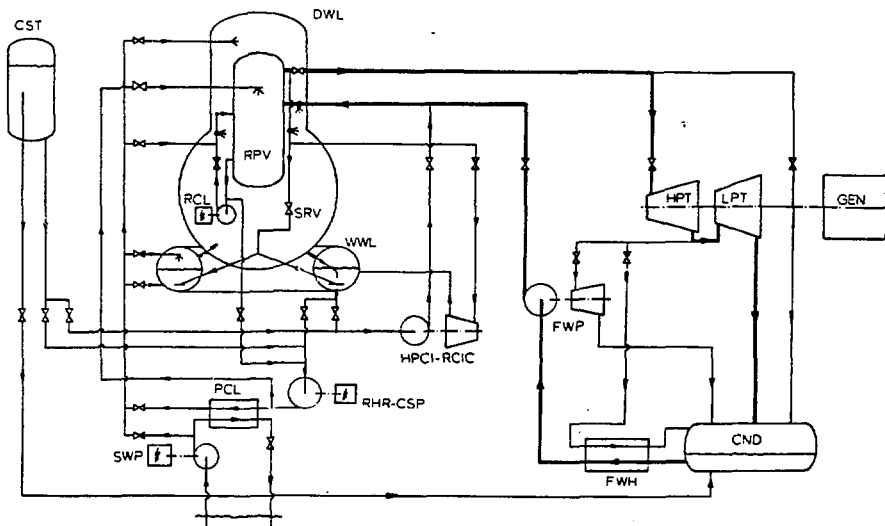 CST
DWL
RPV
HPT
LPT
GEN
RCL
SRV
WWL
FWP
HPCI-RCIC
PCL
RHR-CSP
CND
SWP
FWH